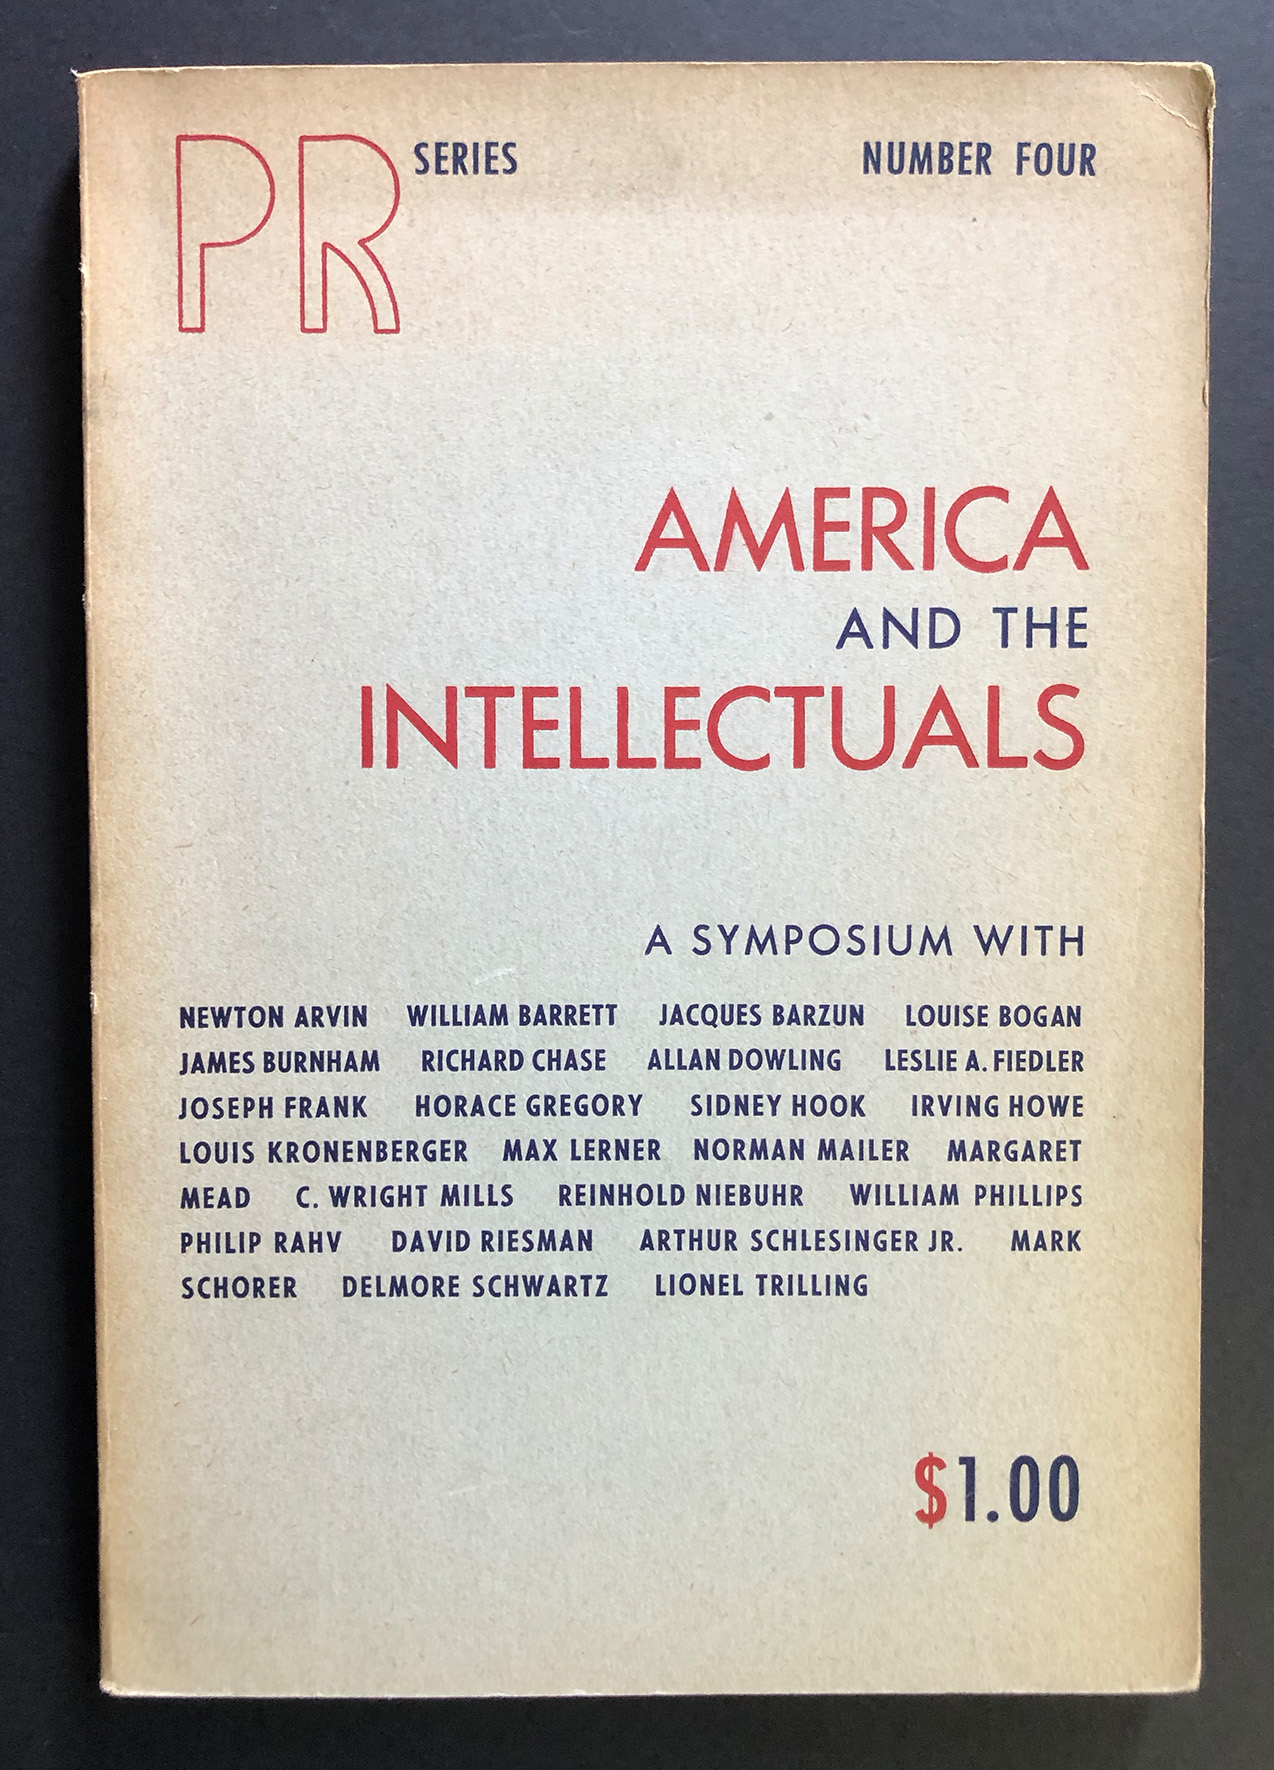 PR SERIES NUMBER FOUR
AMERICA
AND THE
INTELLECTUALS
A SYMPOSIUM WITH
NEWTON ARVIN WILLIAM BARRETT JACQUES BARZUN LOUISE BOGAN
JAMES BURNHAM RICHARD CHASE ALLAN DOWLING LESLIE A. FIEDLER
JOSEPH FRANK HORACE GREGORY SIDNEY HOOK IRVING HOWE
LOUIS KRONENBERGER MAX LERNER NORMAN MAILER MARGARET
MEAD C. WRIGHT MILLS REINHOLD NIEBUHR WILLIAM PHILLIPS
PHILIP RAHV DAVID RIESMAN ARTHUR SCHLESINGER JR. MARK
SCHORER DELMORE SCHWARTZ LIONEL TRILLING
$1.00